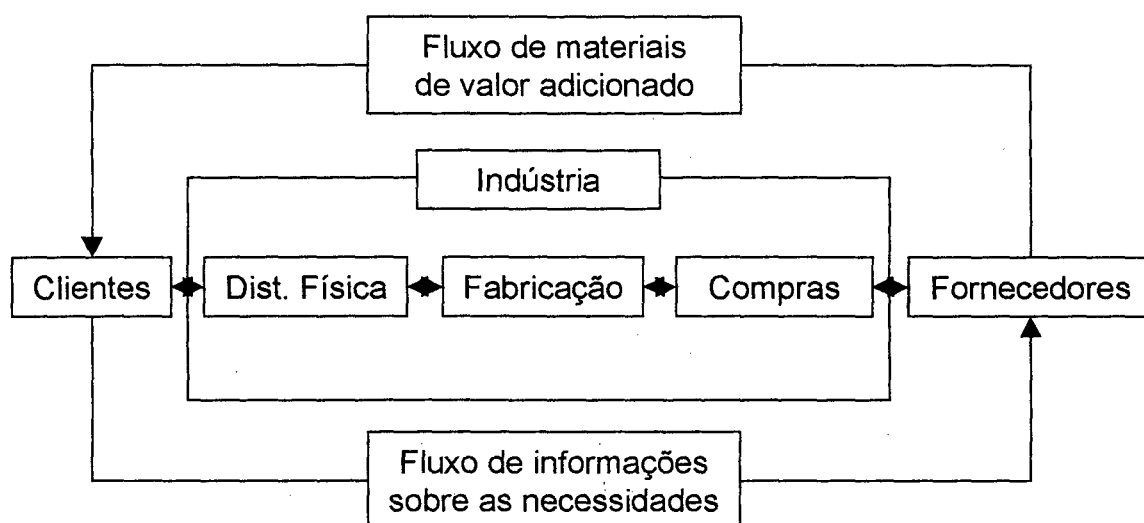 Fluxo de materiais
de valor adicionado
Indústria
Clientes
Dist. Física
Fabricação
Compras
Fornecedores
Fluxo de informações
sobre as necessidades